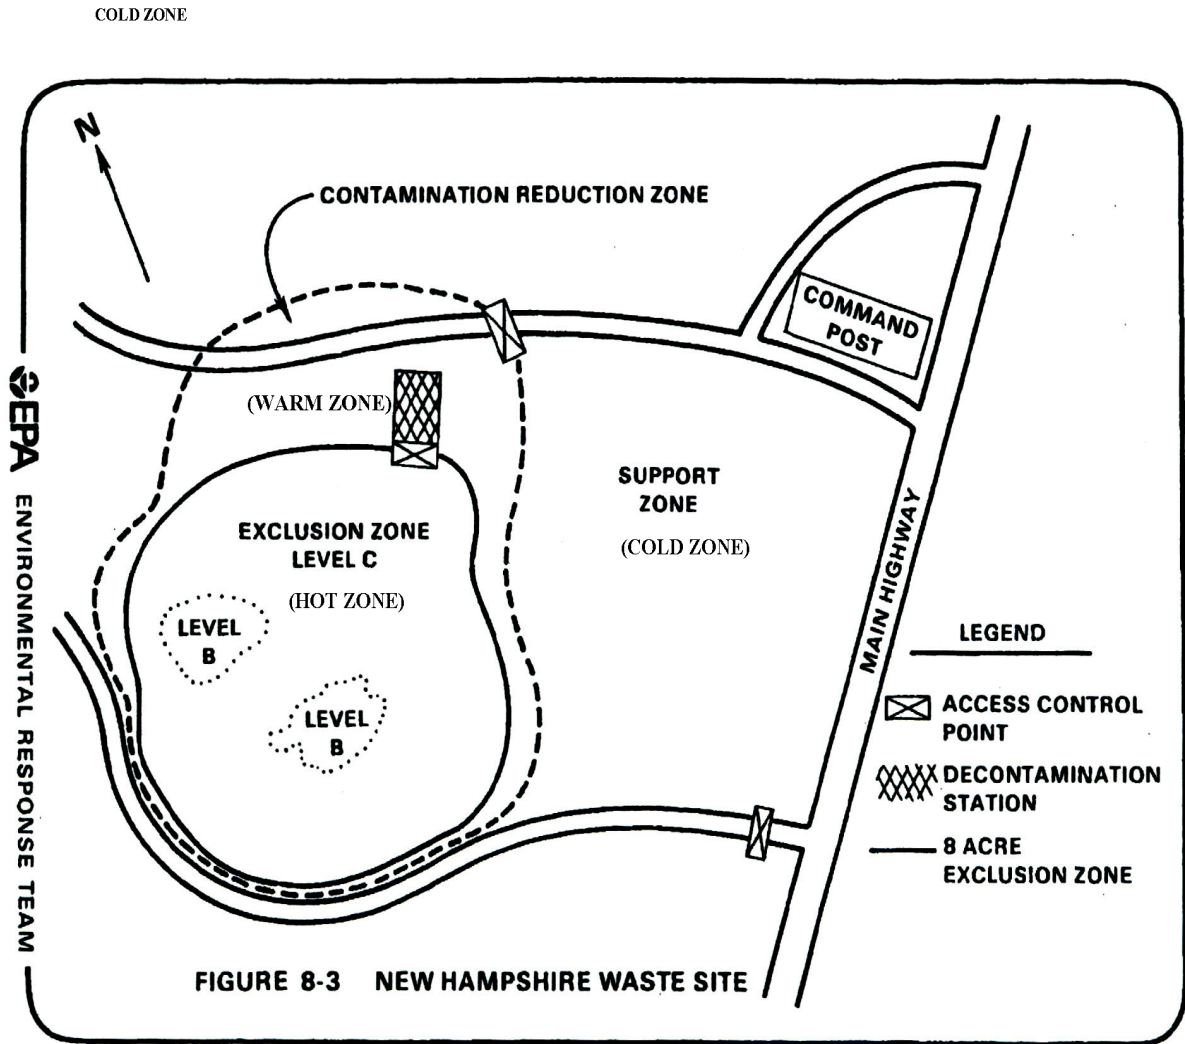 COLD ZONE
N
CONTAMINATION REDUCTION ZONE
COMMAND
POST
(WARM ZONE)
SUPPORT
ZONE
(COLD ZONE)
EXCLUSION ZONE
LEVEL C
(HOT ZONE)
LEVEL
B
LEVEL
B
MAIN HIGHWAY
LEGEND
ACCESS CONTROL
POINT
DECONTAMINATION
STATION
8 ACRE
EXCLUSION ZONE
EPA ENVIRONMENTAL RESPONSE TEAM
FIGURE 8-3 NEW HAMPSHIRE WASTE SITE